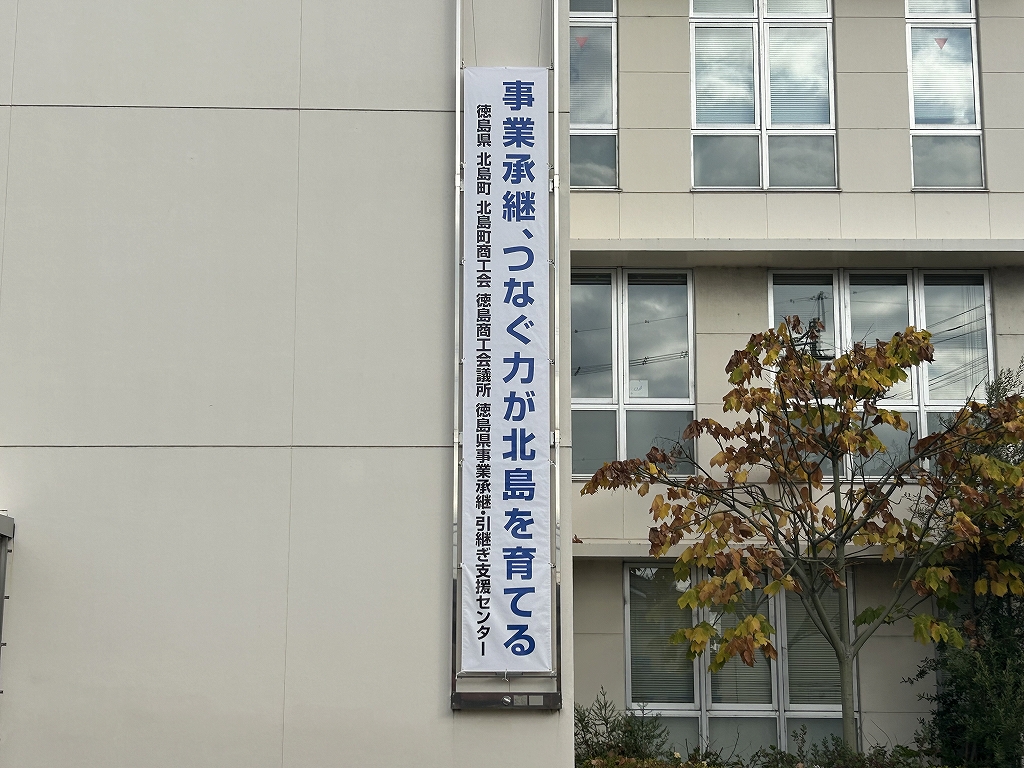 事業承継、つなぐ力が北島を育てる
徳島県 北島町 北島町商工会 徳島商工会議所 徳島県事業承継・引継ぎ支援センター